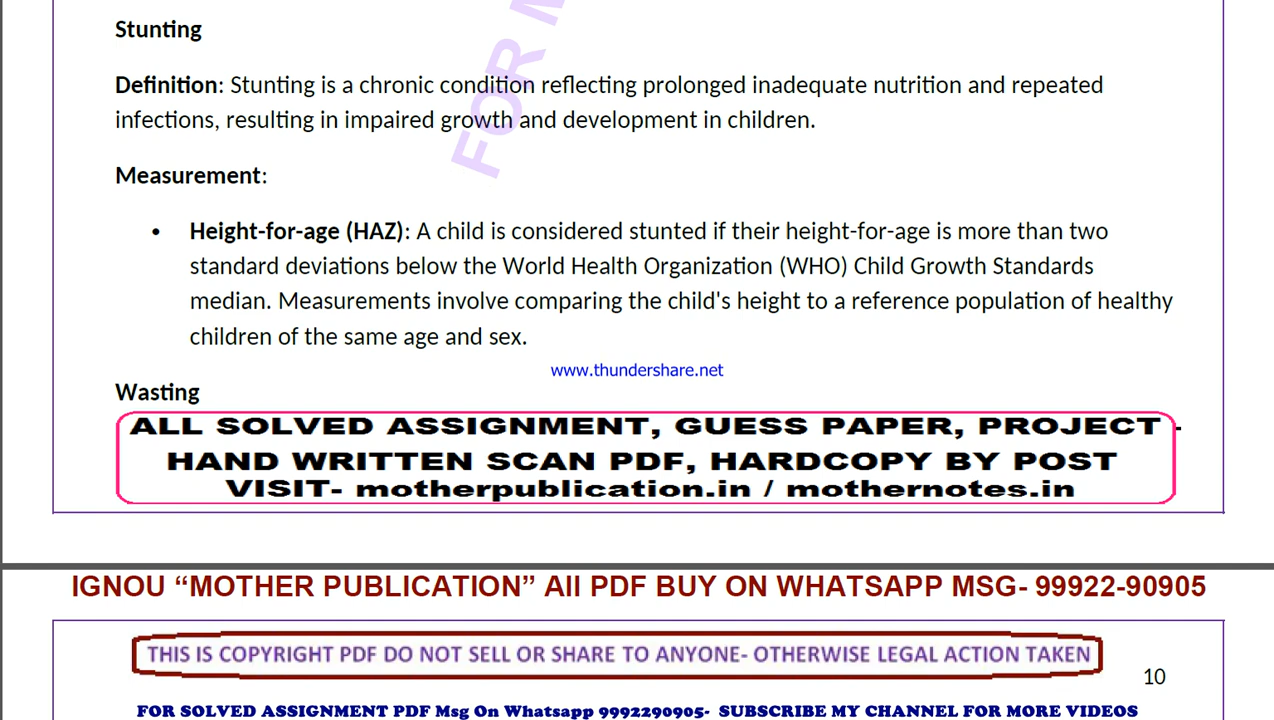 Stunting
Definition: Stunting is a chronic condition reflecting prolonged inadequate nutrition and repeated
infections, resulting in impaired growth and development in children.
Measurement:
• Height-for-age (HAZ): A child is considered stunted if their height-for-age is more than two
standard deviations below the World Health Organization (WHO) Child Growth Standards
median. Measurements involve comparing the child's height to a reference population of healthy
children of the same age and sex.
www.thundershare.net
Wasting
ALL SOLVED ASSIGNMENT, GUESS PAPER, PROJECT -
HAND WRITTEN SCAN PDF, HARDCOPY BY POST
VISIT- motherpublication.in / mothernotes.in
IGNOU “MOTHER PUBLICATION” All PDF BUY ON WHATSAPP MSG- 99922-90905
THIS IS COPYRIGHT PDF DO NOT SELL OR SHARE TO ANYONE- OTHERWISE LEGAL ACTION TAKEN
10
FOR SOLVED ASSIGNMENT PDF Msg On Whatsapp 9992290905- SUBSCRIBE MY CHANNEL FOR MORE VIDEOS
FOR